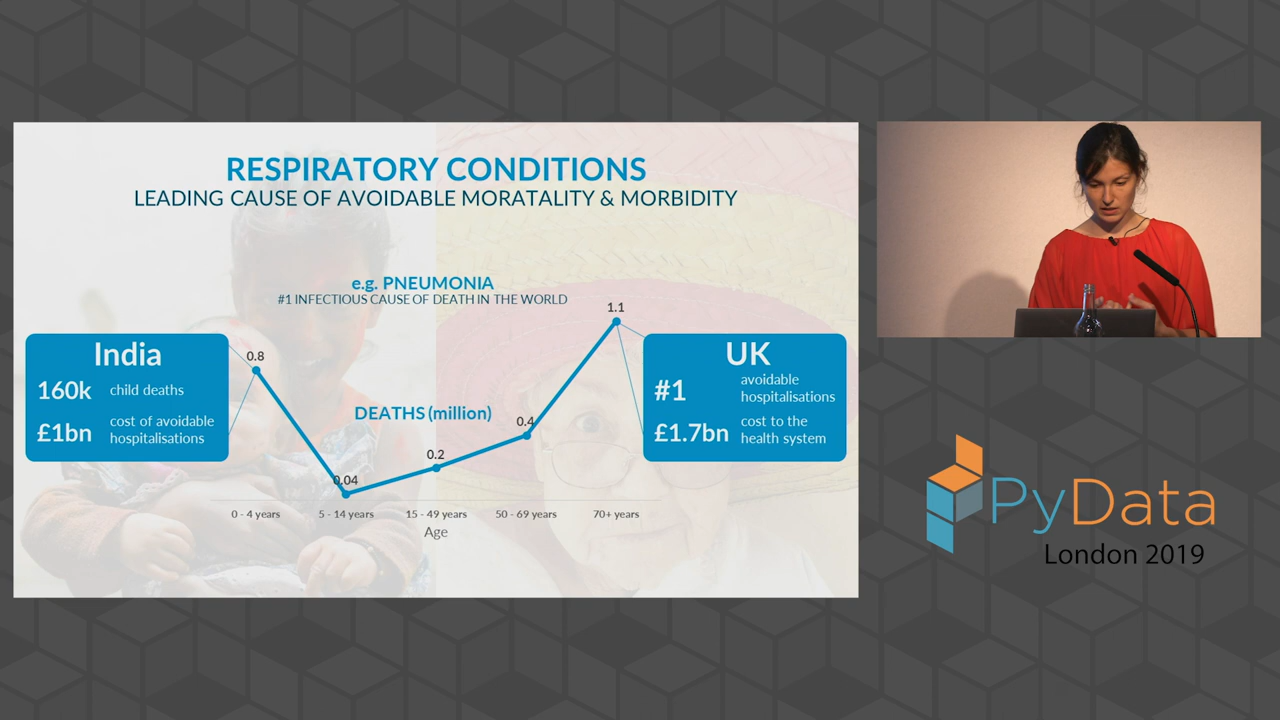 RESPIRATORY CONDITIONS
LEADING CAUSE OF AVOIDABLE MORATALITY & MORBIDITY
e.g. PNEUMONIA
#1 INFECTIOUS CAUSE OF DEATH IN THE WORLD
1.1
India
160k child deaths
£1bn cost of avoidable
hospitalisations
0.8
DEATHS (million)
0.4
0.2
0.04
UK
#1 avoidable
hospitalisations
£1.7bn cost to the
health system
0 - 4 years
5 - 14 years
15 - 49 years
50 - 69 years
70+ years
Age
PyData
London 2019